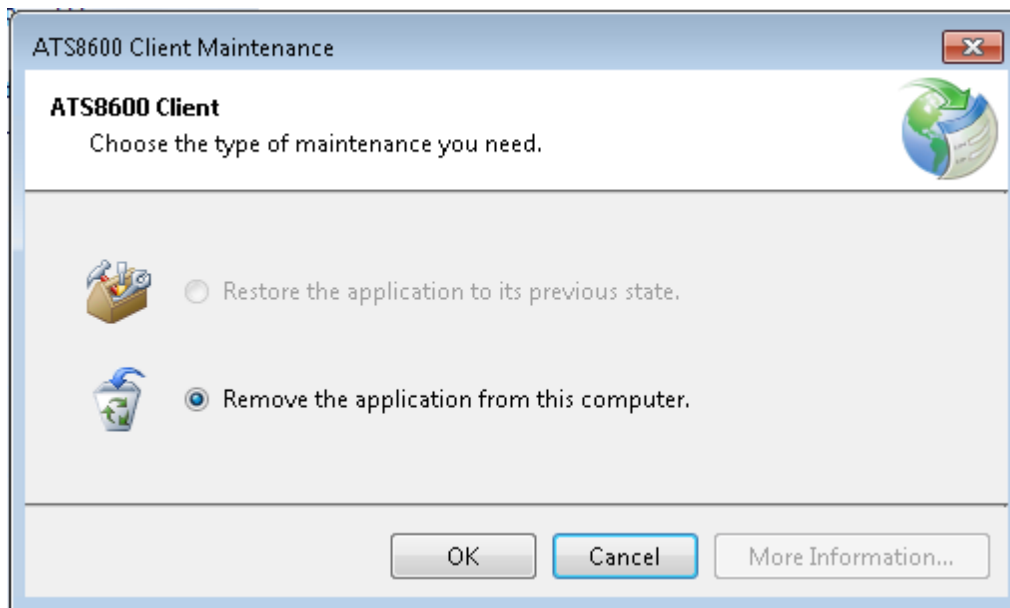 ATS8600 Client Maintenance
ATS8600 Client
Choose the type of maintenance you need.
Restore the application to its previous state.
Remove the application from this computer.
OK
Cancel
More Information...